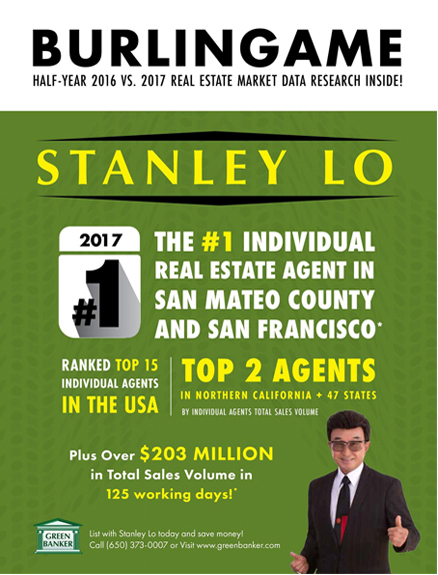 BURLINGAME
HALF-YEAR 2016 VS. 2017 REAL ESTATE MARKET DATA RESEARCH INSIDE!
STANLEY LO
2017
#1
THE #1 INDIVIDUAL
REAL ESTATE AGENT IN
SAN MATEO COUNTY
AND SAN FRANCISCO*
RANKED TOP 15
INDIVIDUAL AGENTS
IN THE USA
TOP 2 AGENTS
IN NORTHERN CALIFORNIA + 47 STATES
BY INDIVIDUAL AGENTS TOTAL SALES VOLUME
Plus Over $203 MILLION
in Total Sales Volume in
125 working days!*
GREEN
BANKER
List with Stanley Lo today and save money!
Call (650) 373-0007 or Visit www.greenbanker.com